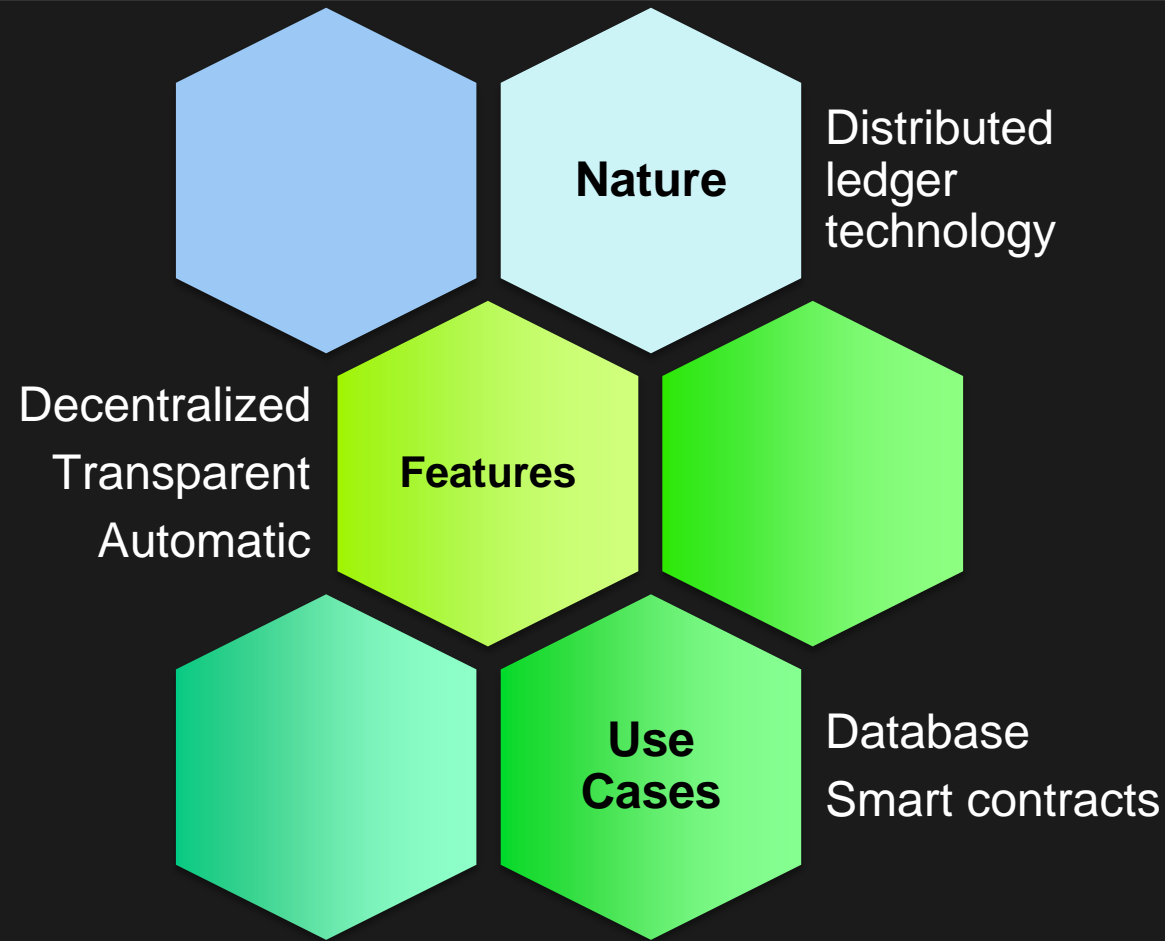 Nature
Distributed
ledger
technology
Decentralized
Transparent
Automatic
Features
Use
Cases
Database
Smart contracts